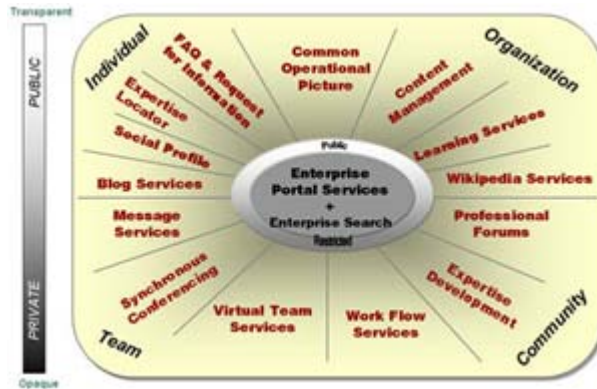 Transparent
PUBLIC
PRIVATE
Opaque
Individual
Organization
Team
Community
FAQ & Request
for Information
Common
Operational
Picture
Content
Management
Expertise
Locator
Learning Services
Social Profile
Blog Services
Wikipedia Services
Public
Enterprise
Portal Services
+
Enterprise Search
Restricted
Message
Services
Professional
Forums
Synchronous
Conferencing
Expertise
Development
Virtual Team
Services
Work Flow
Services